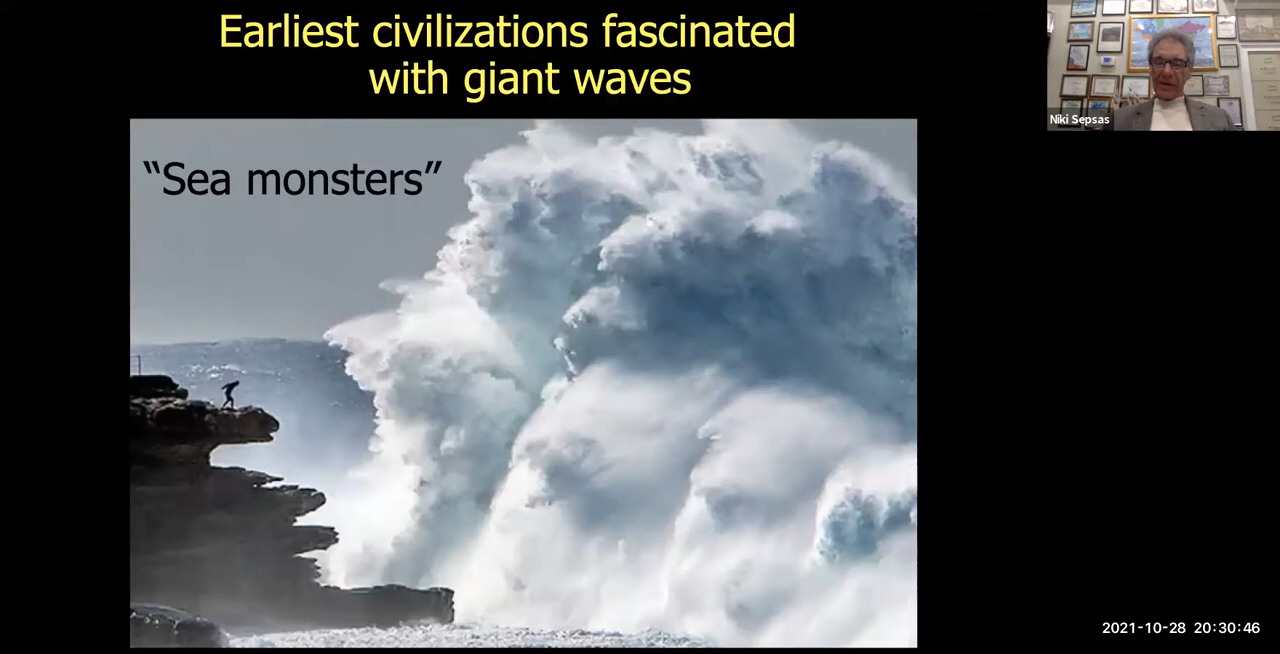 Earliest civilizations fascinated
with giant waves
“Sea monsters”
Niki Sepsas
2021-10-28 20:30:46